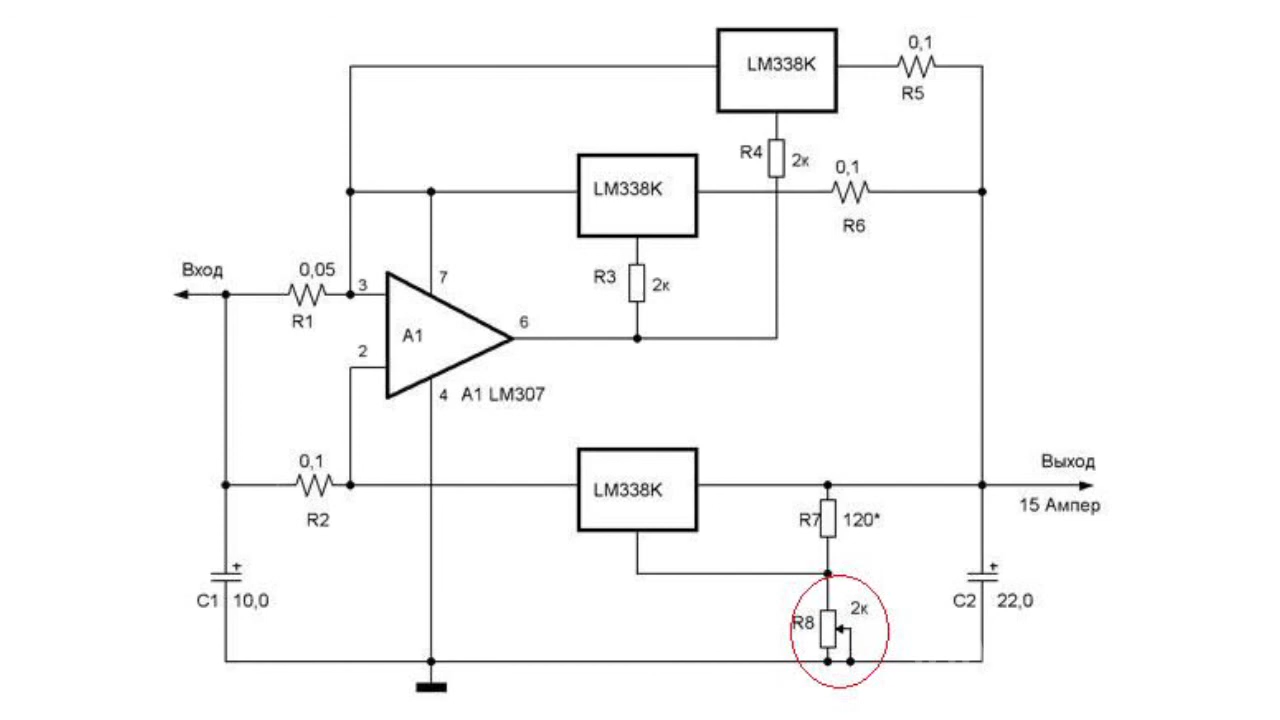 0,1
LM338K
R5
R4
2к
0,1
LM338K
R6
Вход
0,05
3
7
R3
2к
R1
6
A1
2
4
A1 LM307
0,1
Выход
LM338K
15 Ампер
R2
R7
120*
+
+
C1
10,0
2к
C2
22,0
R8